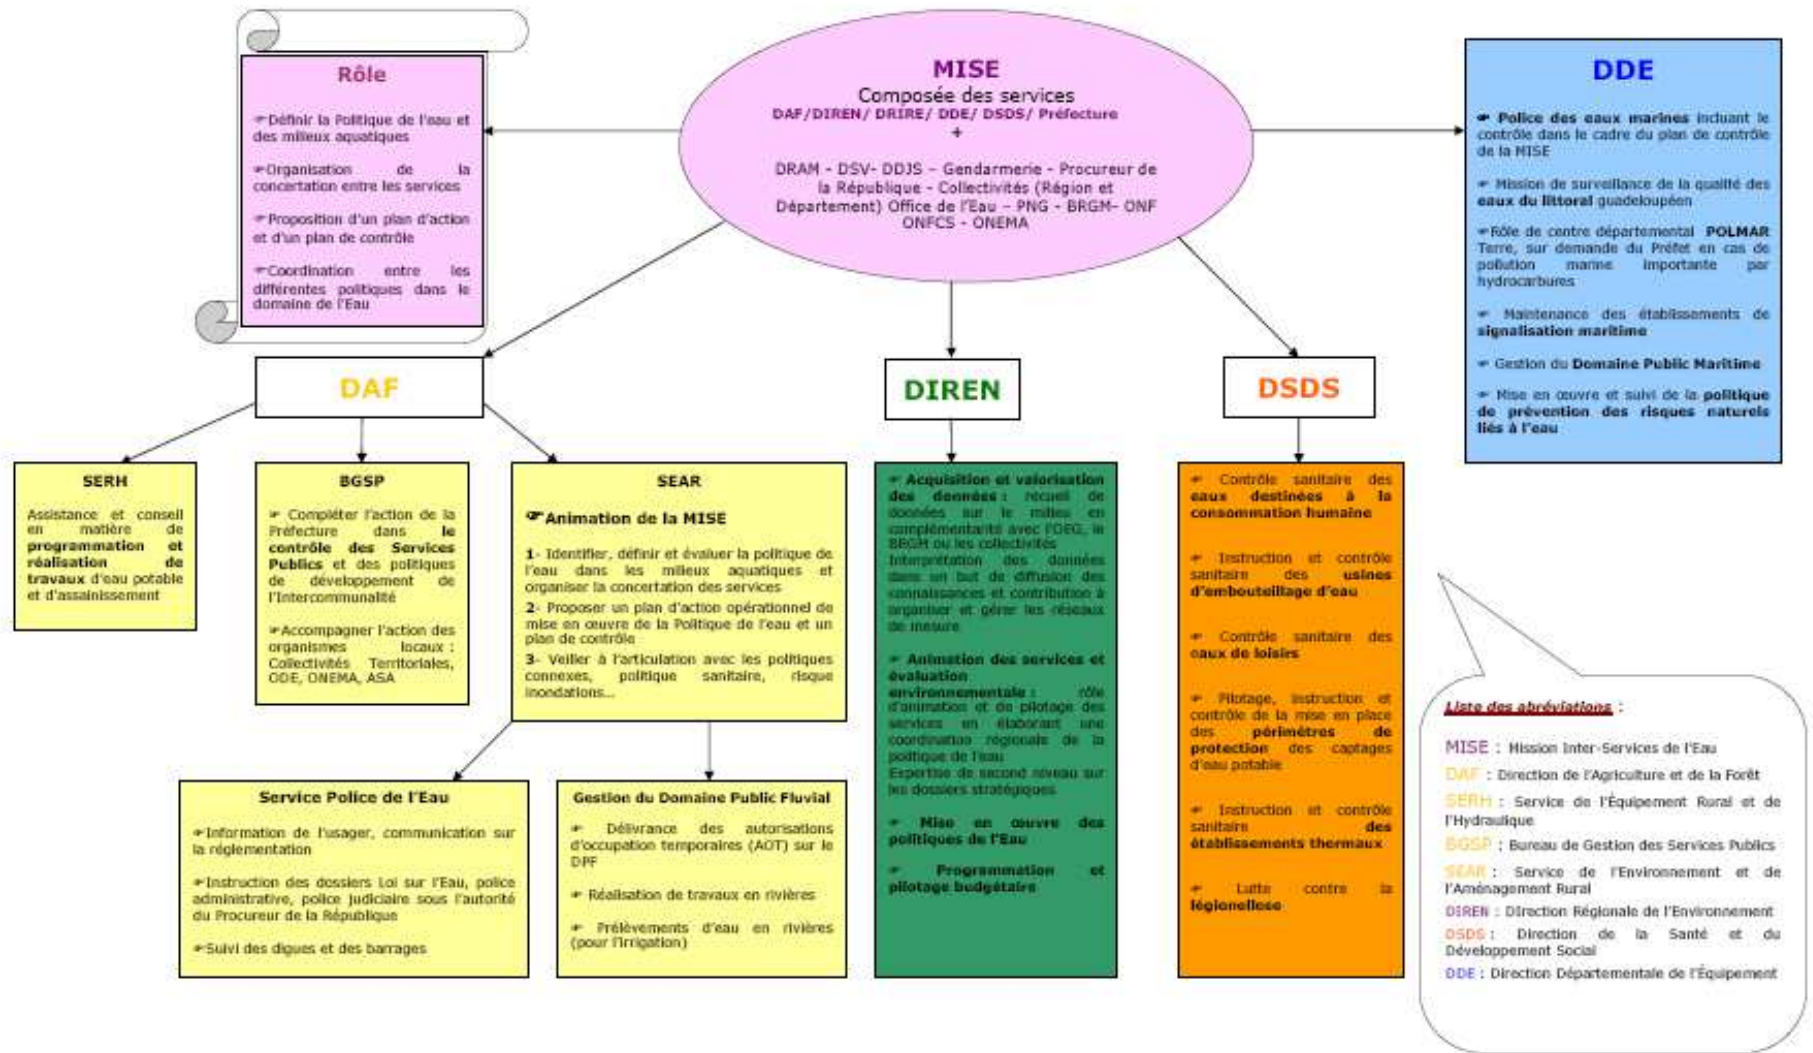 Rôle
☞Définir la Politique de l'eau et
des milieux aquatiques
☞Organisation de la
concertation entre les services
☞Proposition d'un plan d'action
et d'un plan de contrôle
☞Coordination entre les
différentes politiques dans le
domaine de l'Eau
MISE
Composée des services
DAF/DIREN/ DRIRE/ DDE/ DSDS/ Préfecture
+
DRAM - DSV- DDJS – Gendarmerie - Procureur de
la République - Collectivités (Région et
Département) Office de l'Eau – PNG - BRGM– ONF
ONFCS - ONEMA
DDE
☞ Police des eaux marines incluant le
contrôle dans le cadre du plan de contrôle
de la MISE
☞ Mission de surveillance de la qualité des
eaux du littoral guadeloupéen
☞Rôle de centre départemental POLMAR
Terre, sur demande du Préfet en cas de
pollution marine importante par
hydrocarbures
☞ Maintenance des établissements de
signalisation maritime
☞ Gestion du Domaine Public Maritime
☞ Mise en œuvre et suivi de la politique
de prévention des risques naturels
liés à l'eau
DAF
DIREN
DSDS
SERH
Assistance et conseil
en matière de
programmation et
réalisation de
travaux d'eau potable
et d'assainissement
BGSP
☞ Compléter l'action de la
Préfecture dans le
contrôle des Services
Publics et des politiques
de développement de
l'Intercommunalité
☞Accompagner l'action des
organismes locaux :
Collectivités Territoriales,
ODE, ONEMA, ASA
SEAR
☞Animation de la MISE
1- Identifier, définir et évaluer la politique de
l'eau dans les milieux aquatiques et
organiser la concertation des services
2- Proposer un plan d'action opérationnel de
mise en œuvre de la Politique de l'eau et un
plan de contrôle
3- Veiller à l'articulation avec les politiques
connexes, politique sanitaire, risque
inondations...
☞ Acquisition et valorisation
des données : recueil de
données sur le milieu en
complémentarité avec l'OEG, le
BRGM ou les collectivités
Interprétation des données
dans un but de diffusion des
connaissances et contribution à
organiser et gérer les réseaux
de mesure
☞ Animation des services et
évaluation
environnementale : rôle
d'animation et de pilotage des
services en élaborant une
coordination régionale de la
politique de l'eau
Expertise de second niveau sur
les dossiers stratégiques
☞ Mise en œuvre des
politiques de l'Eau
☞ Programmation et
pilotage budgétaire
☞ Contrôle sanitaire des
eaux destinées à la
consommation humaine
☞ Instruction et contrôle
sanitaire des usines
d'embouteillage d'eau
☞ Contrôle sanitaire des
eaux de loisirs
☞ Pilotage, instruction et
contrôle de la mise en place
des périmètres de
protection des captages
d'eau potable
☞ Instruction et contrôle
sanitaire des
établissements thermaux
☞ Lutte contre la
légionellose
Service Police de l'Eau
☞Information de l'usager, communication sur
la réglementation
☞Instruction des dossiers Loi sur l'Eau, police
administrative, police judiciaire sous l'autorité
du Procureur de la République
☞Suivi des digues et des barrages
Gestion du Domaine Public Fluvial
☞ Délivrance des autorisations
d'occupation temporaires (AOT) sur le
DPF
☞ Réalisation de travaux en rivières
☞ Prélèvements d'eau en rivières
(pour l'irrigation)
Liste des abréviations :
MISE : Mission Inter-Services de l'Eau
DAF : Direction de l'Agriculture et de la Forêt
SERH : Service de l'Équipement Rural et de
l'Hydraulique
BGSP : Bureau de Gestion des Services Publics
SEAR : Service de l'Environnement et de
l'Aménagement Rural
DIREN : DIrection Régionale de l'Environnement
DSDS : Direction de la Santé et du
Développement Social
DDE : Direction Départementale de l'Équipement